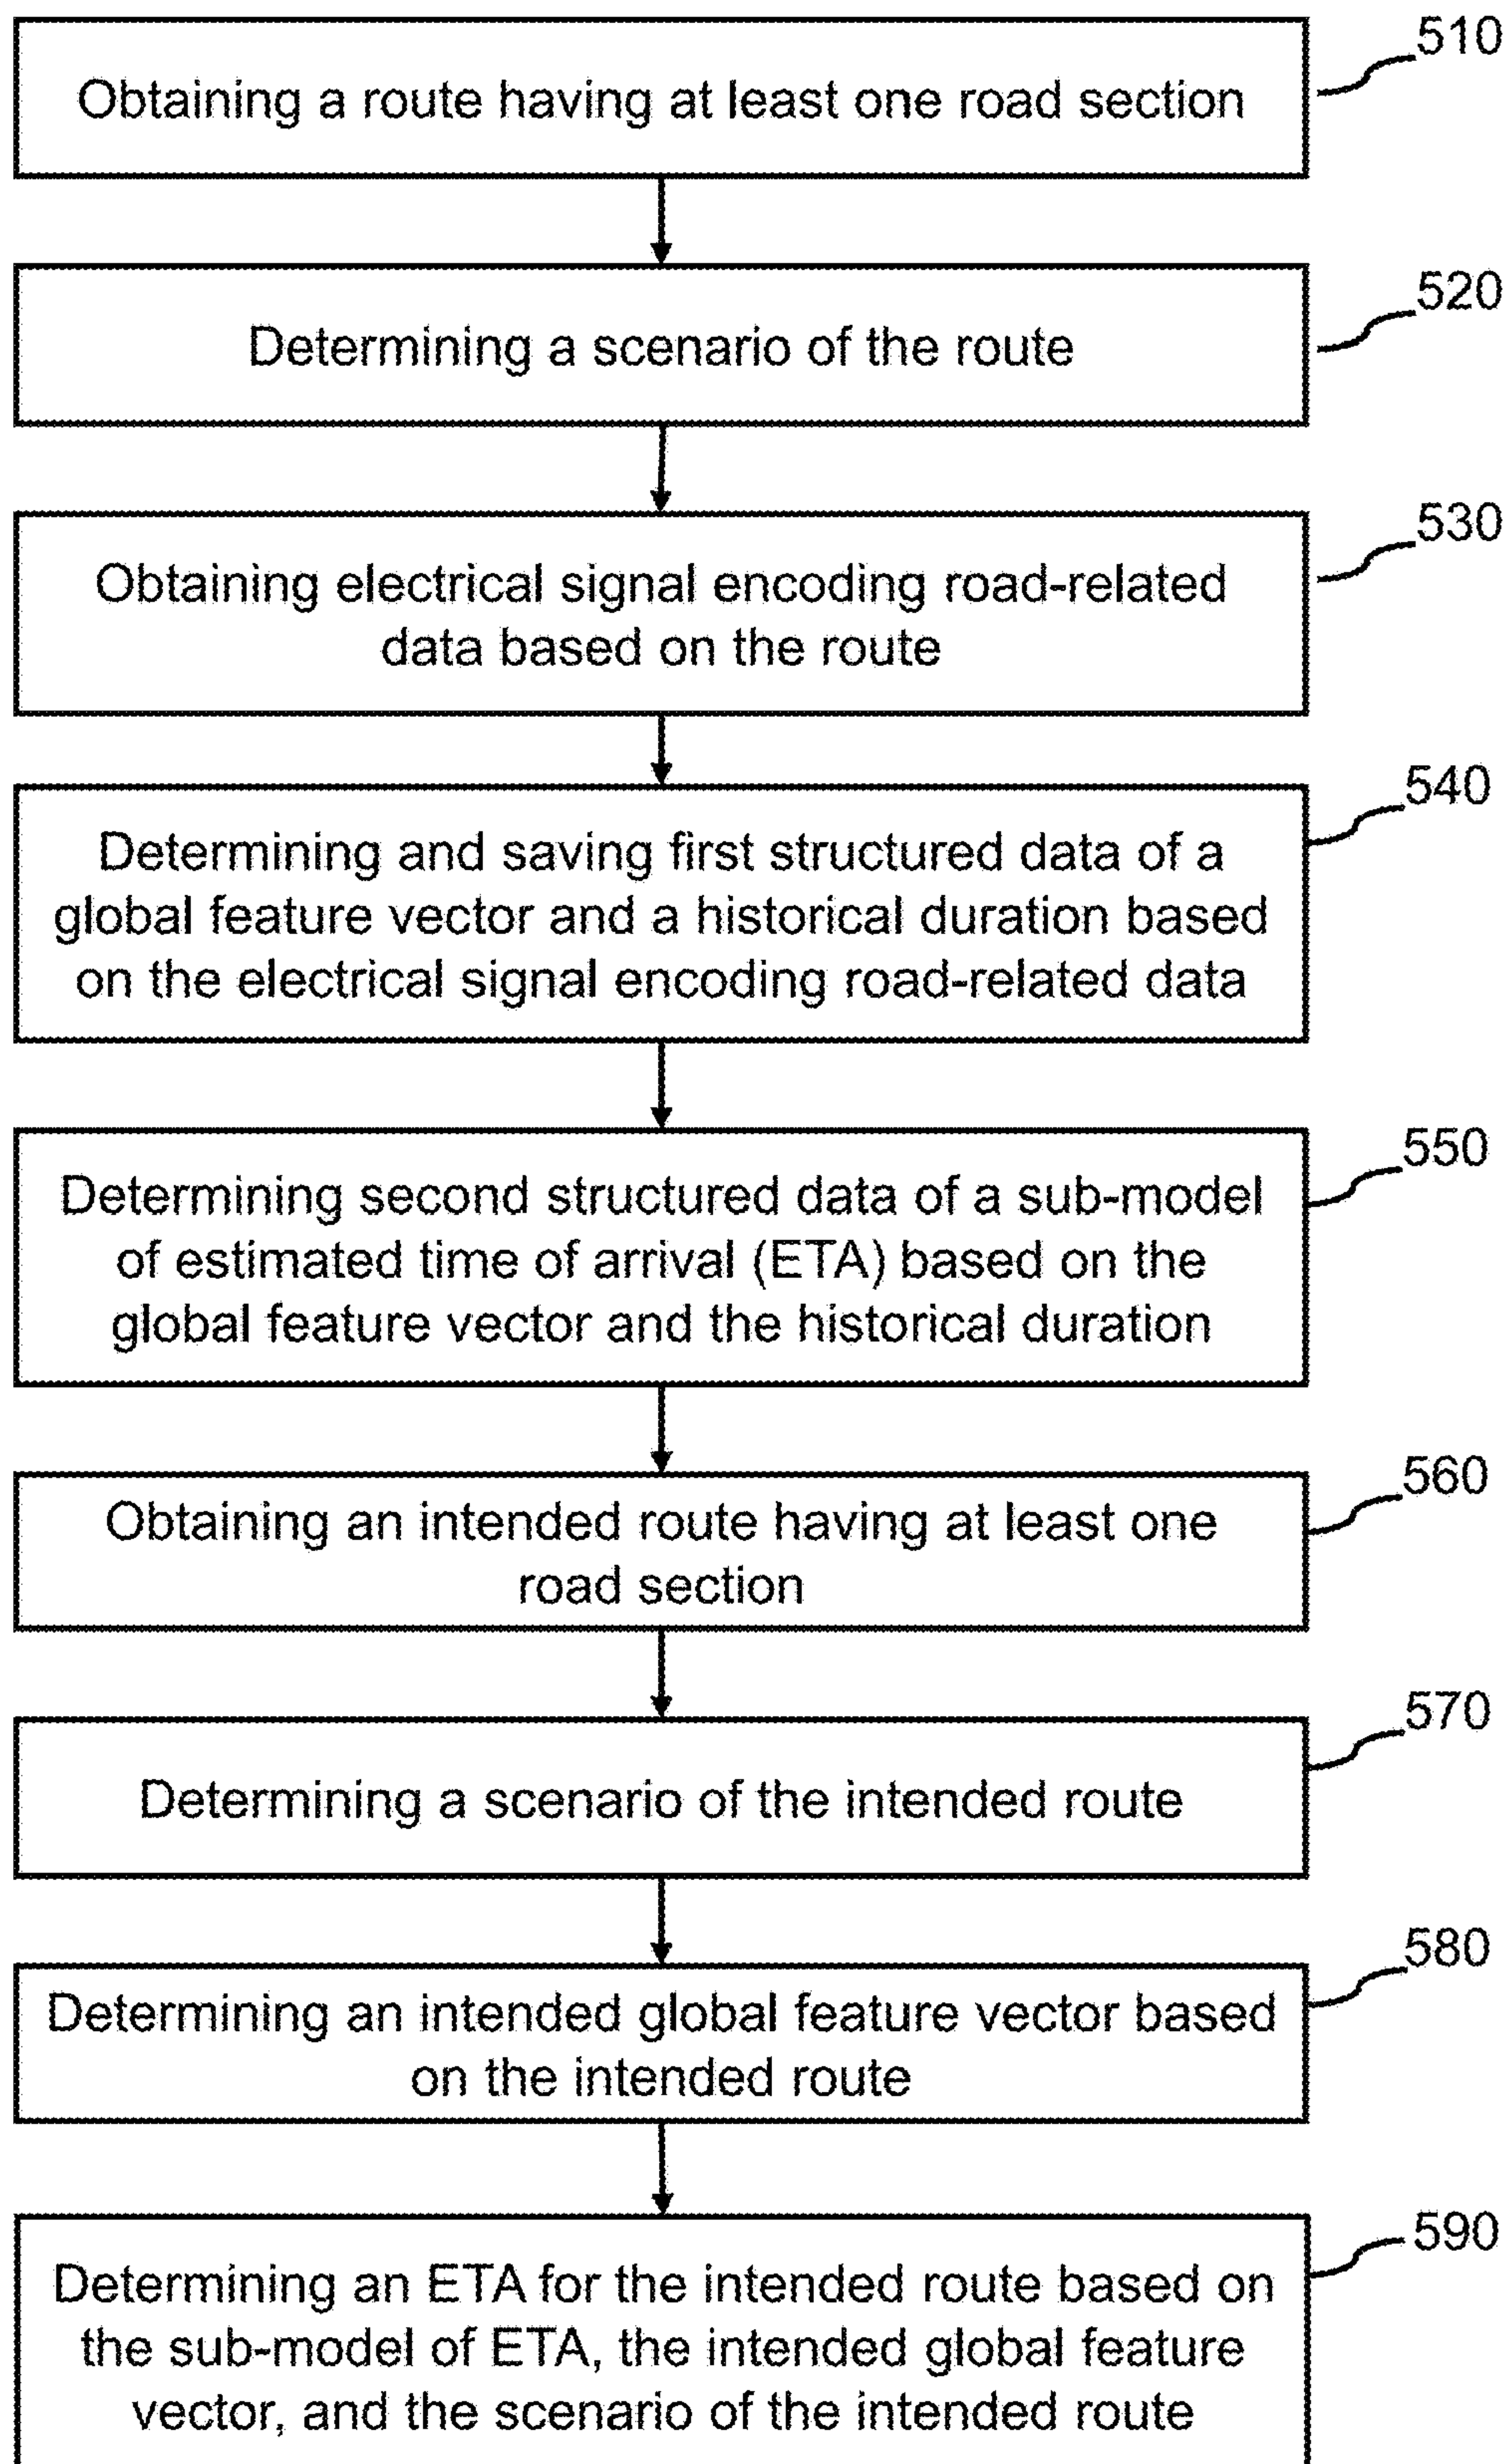 510
Obtaining a route having at least one road section
520
Determining a scenario of the route
530
Obtaining electrical signal encoding road-related
data based on the route
540
Determining and saving first structured data of a
global feature vector and a historical duration based
on the electrical signal encoding road-related data
550
Determining second structured data of a sub-model
of estimated time of arrival (ETA) based on the
global feature vector and the historical duration
560
Obtaining an intended route having at least one
road section
570
Determining a scenario of the intended route
580
Determining an intended global feature vector based
on the intended route
590
Determining an ETA for the intended route based on
the sub-model of ETA, the intended global feature
vector, and the scenario of the intended route